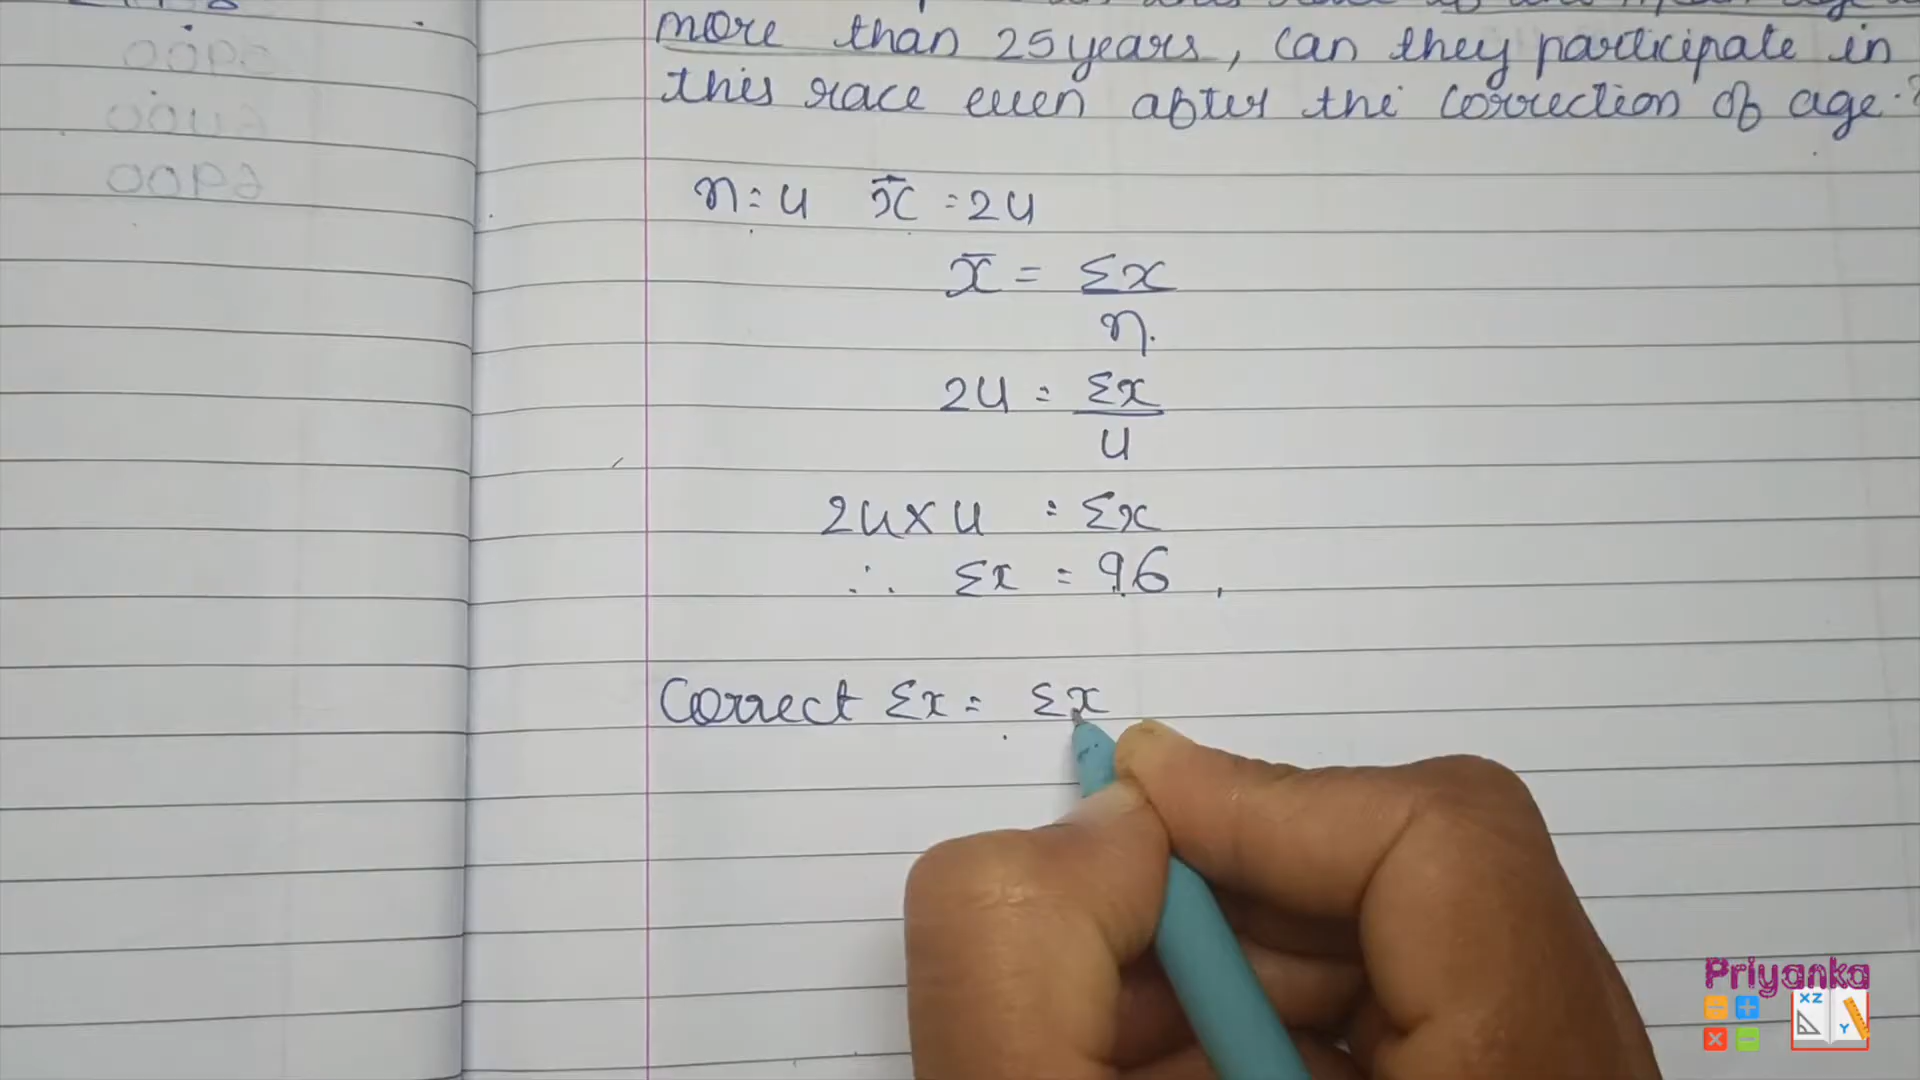 more than 25 years, can they participate in
this race even after the correction of age.?
n = 4 x̄ = 24
x̄ = Σx
n.
24 = Σx
4
24 x 4 = Σx
∴ Σx = 96
Correct Σx = Σx
Priyanka
XZ
Y